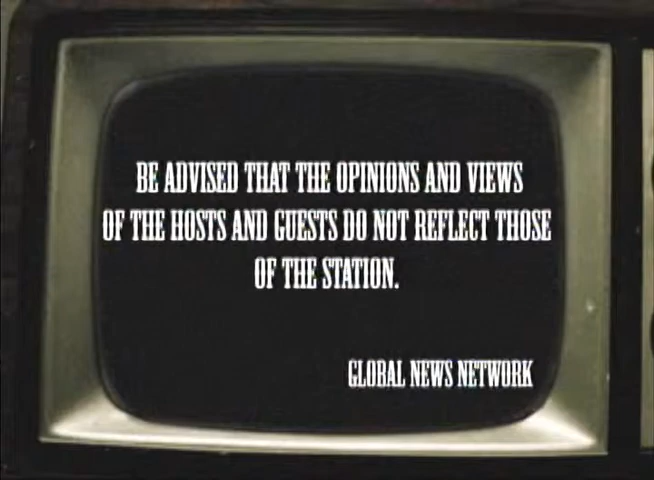 BE ADVISED THAT THE OPINIONS AND VIEWS
OF THE HOSTS AND GUESTS DO NOT REFLECT THOSE
OF THE STATION.
GLOBAL NEWS NETWORK